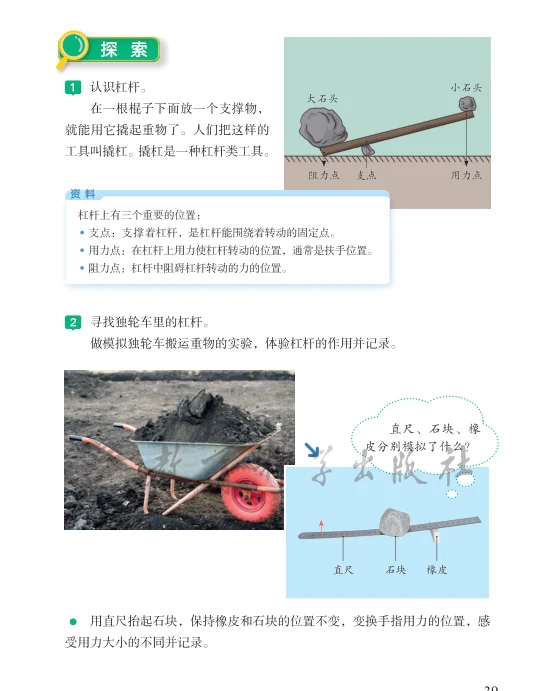 探 索
1 认识杠杆。
在一根棍子下面放一个支撑物，
就能用它撬起重物了。人们把这样的
工具叫撬杠。撬杠是一种杠杆类工具。
大石头
小石头
阻力点
支点
用力点
资 料
杠杆上有三个重要的位置：
• 支点：支撑着杠杆，是杠杆能围绕着转动的固定点。
• 用力点：在杠杆上用力使杠杆转动的位置，通常是扶手位置。
• 阻力点：杠杆中阻碍杠杆转动的力的位置。
2 寻找独轮车里的杠杆。
做模拟独轮车搬运重物的实验，体验杠杆的作用并记录。
直尺、石块、橡
皮分别模拟了什么？
学出版社
直尺
石块
橡皮
• 用直尺抬起石块，保持橡皮和石块的位置不变，变换手指用力的位置，感
受用力大小的不同并记录。